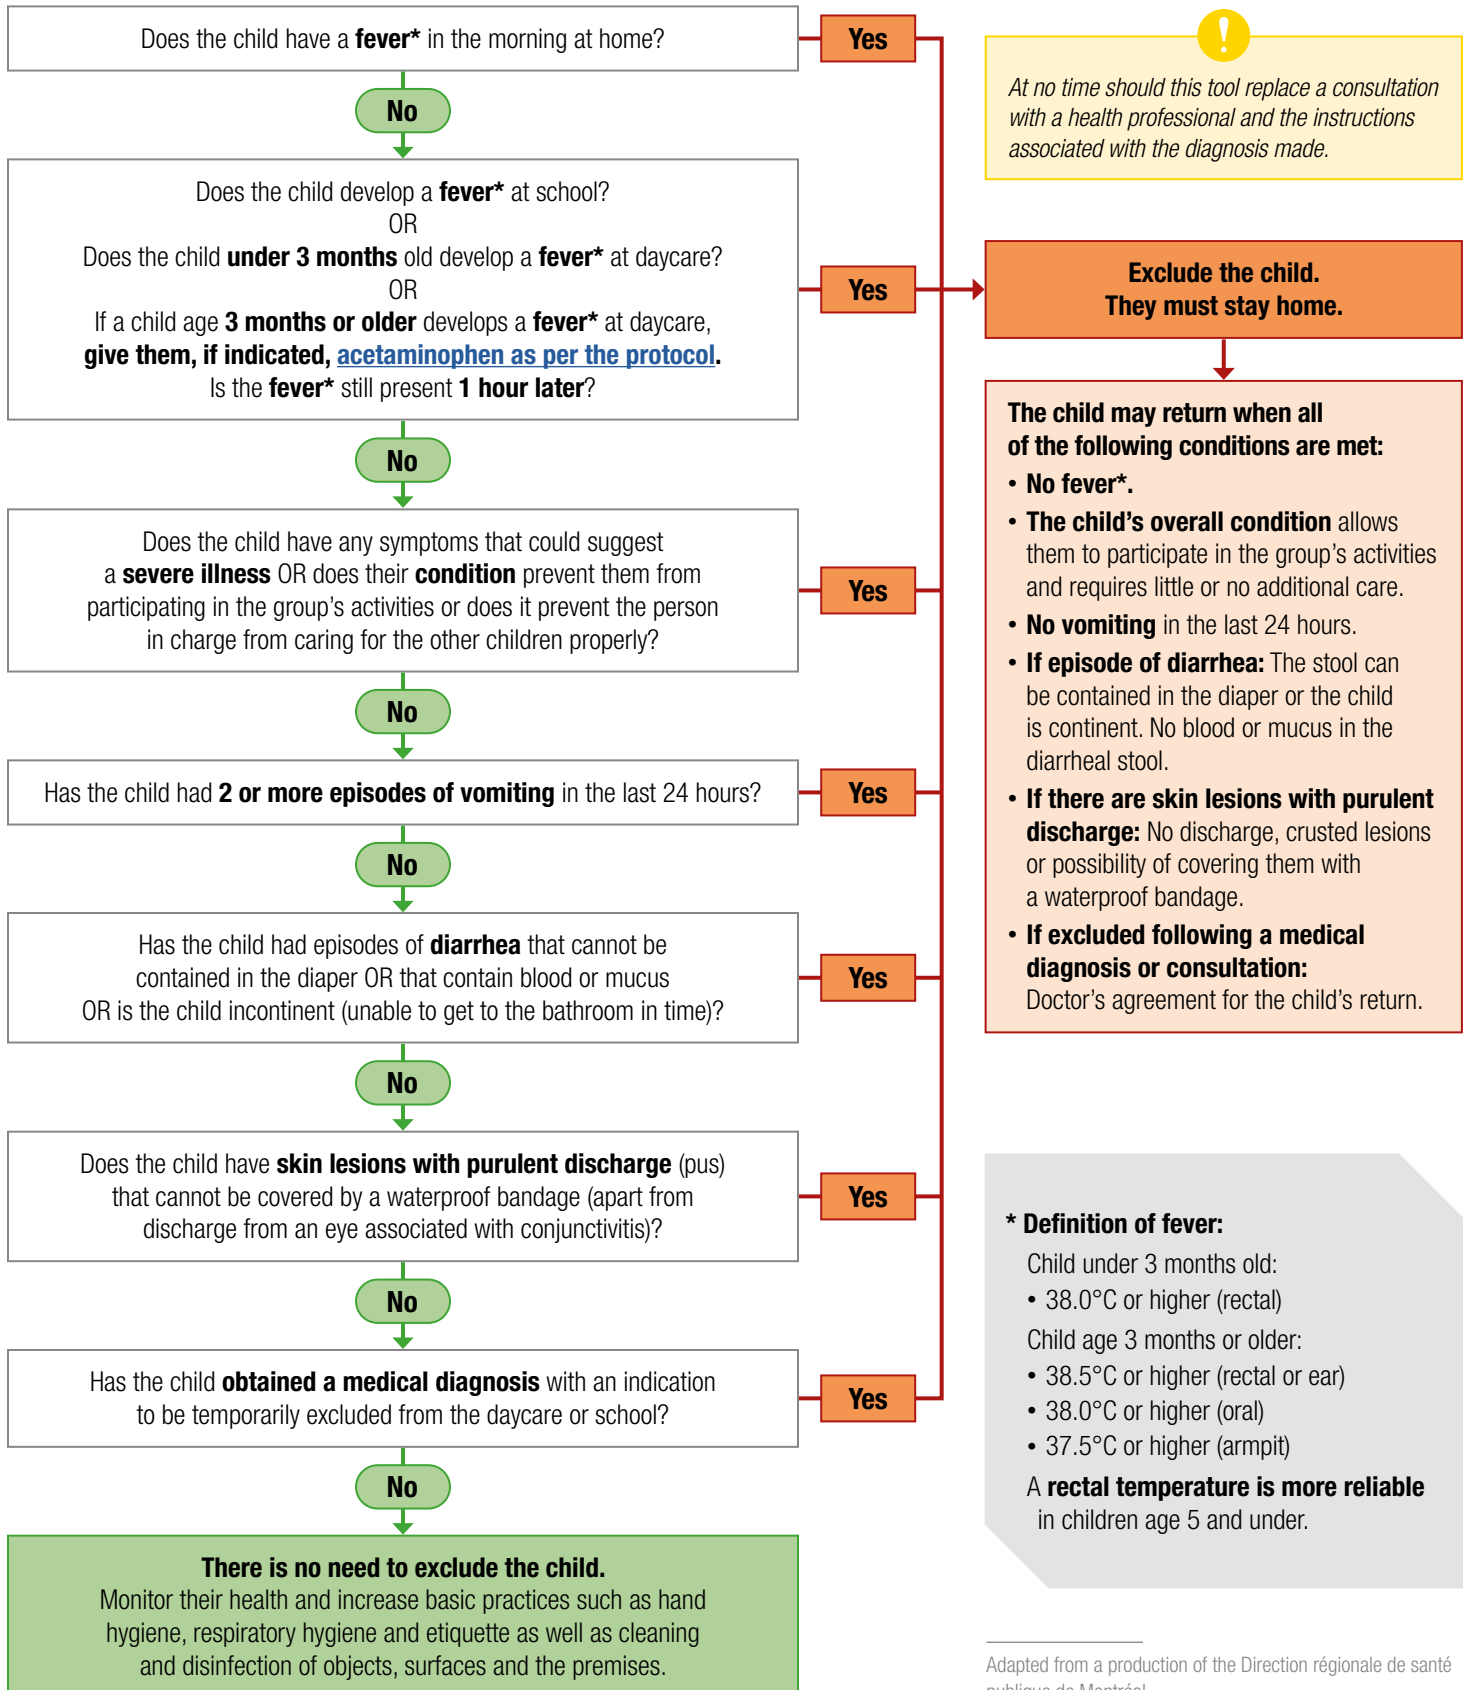 Does the child have a fever* in the morning at home?
Yes
No
Does the child develop a fever* at school?
OR
Does the child under 3 months old develop a fever* at daycare?
OR
If a child age 3 months or older develops a fever* at daycare,
give them, if indicated, acetaminophen as per the protocol.
Is the fever* still present 1 hour later?
Yes
No
Does the child have any symptoms that could suggest
a severe illness OR does their condition prevent them from
participating in the group's activities or does it prevent the person
in charge from caring for the other children properly?
Yes
No
Has the child had 2 or more episodes of vomiting in the last 24 hours?
Yes
No
Has the child had episodes of diarrhea that cannot be
contained in the diaper OR that contain blood or mucus
OR is the child incontinent (unable to get to the bathroom in time)?
Yes
No
Does the child have skin lesions with purulent discharge (pus)
that cannot be covered by a waterproof bandage (apart from
discharge from an eye associated with conjunctivitis)?
Yes
No
Has the child obtained a medical diagnosis with an indication
to be temporarily excluded from the daycare or school?
Yes
No
There is no need to exclude the child.
Monitor their health and increase basic practices such as hand
hygiene, respiratory hygiene and etiquette as well as cleaning
and disinfection of objects, surfaces and the premises.
!
At no time should this tool replace a consultation
with a health professional and the instructions
associated with the diagnosis made.
Exclude the child.
They must stay home.
The child may return when all
of the following conditions are met:
• No fever*.
• The child's overall condition allows
them to participate in the group's activities
and requires little or no additional care.
• No vomiting in the last 24 hours.
• If episode of diarrhea: The stool can
be contained in the diaper or the child
is continent. No blood or mucus in the
diarrheal stool.
• If there are skin lesions with purulent
discharge: No discharge, crusted lesions
or possibility of covering them with
a waterproof bandage.
• If excluded following a medical
diagnosis or consultation:
Doctor's agreement for the child's return.
* Definition of fever:
Child under 3 months old:
• 38.0°C or higher (rectal)
Child age 3 months or older:
• 38.5°C or higher (rectal or ear)
• 38.0°C or higher (oral)
• 37.5°C or higher (armpit)
A rectal temperature is more reliable
in children age 5 and under.
Adapted from a production of the Direction régionale de santé
publique de Montréal